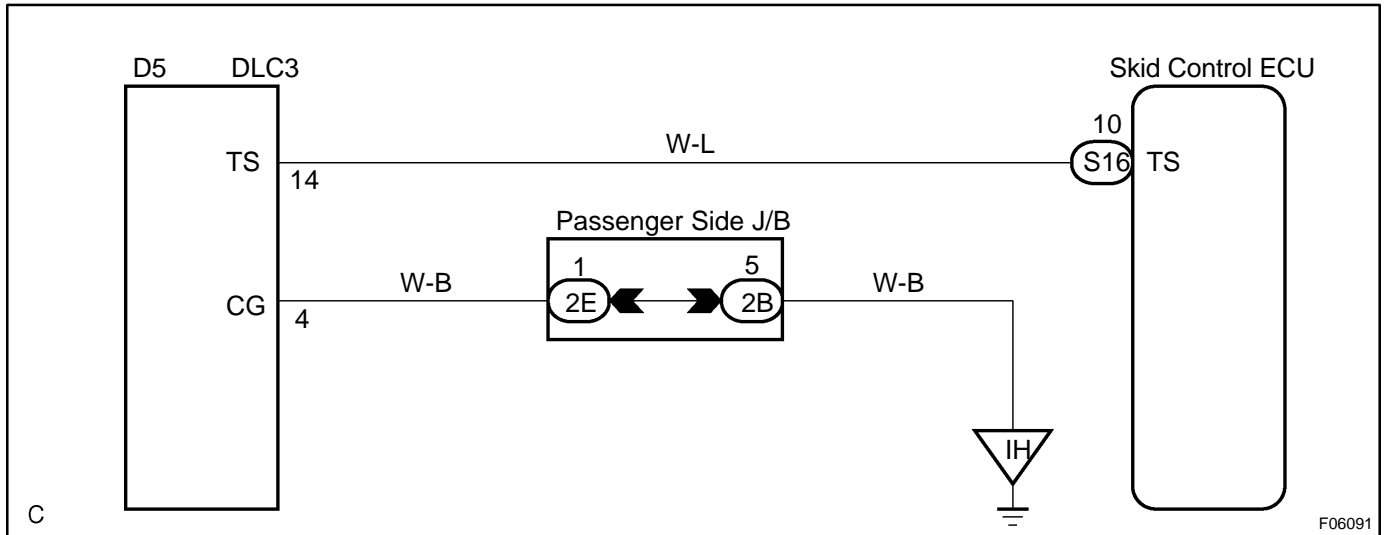 D5 DLC3
Skid Control ECU
10
TS
W-L
S16 TS
14
Passenger Side J/B
1 5
W-B
W-B
2E 2B
CG
4
IH
C
F06091